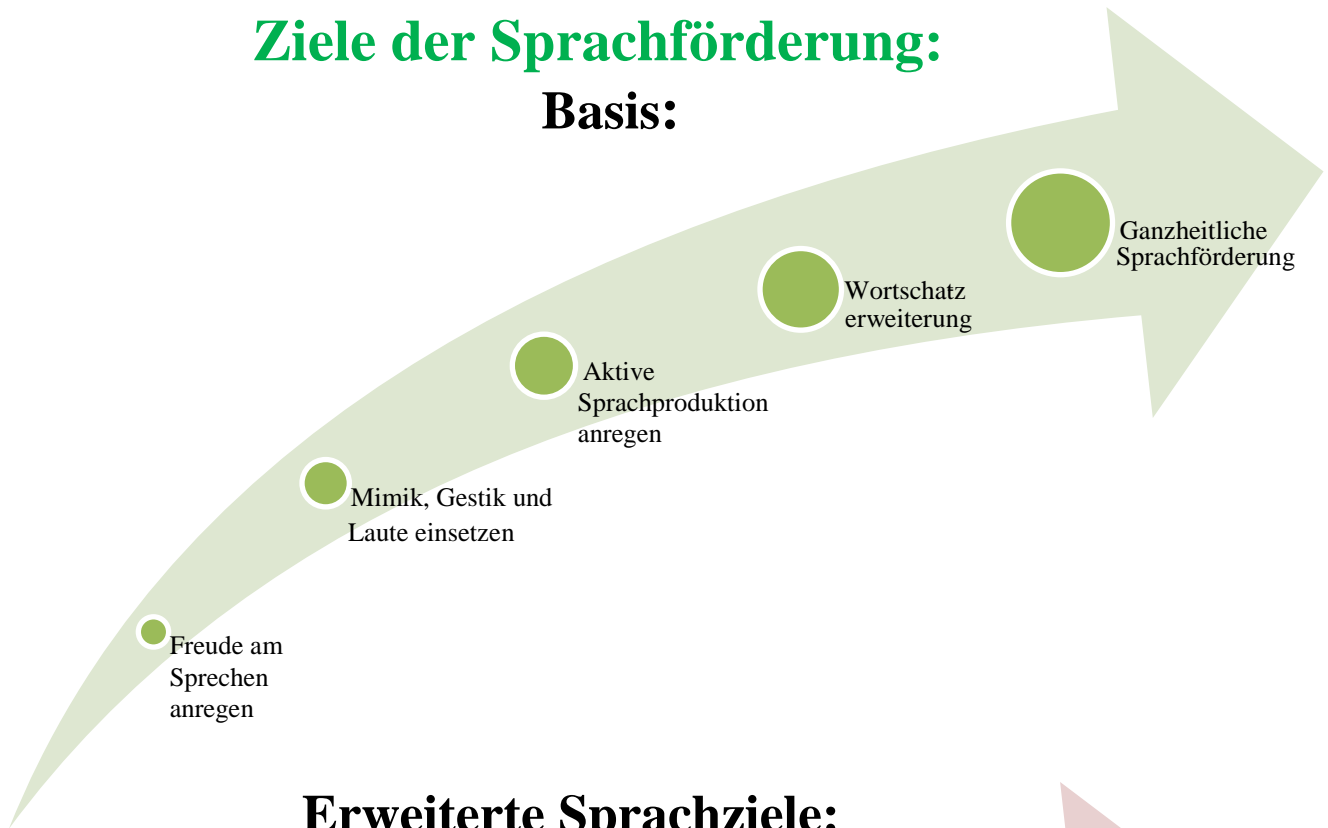 Ziele der Sprachförderung:
Basis:
Ganzheitliche
Sprachförderung
Wortschatz
erweiterung
Aktive
Sprachproduktion
anregen
Mimik, Gestik und
Laute einsetzen
Freude am
Sprechen
anregen
Erweiterte Sprachziele: